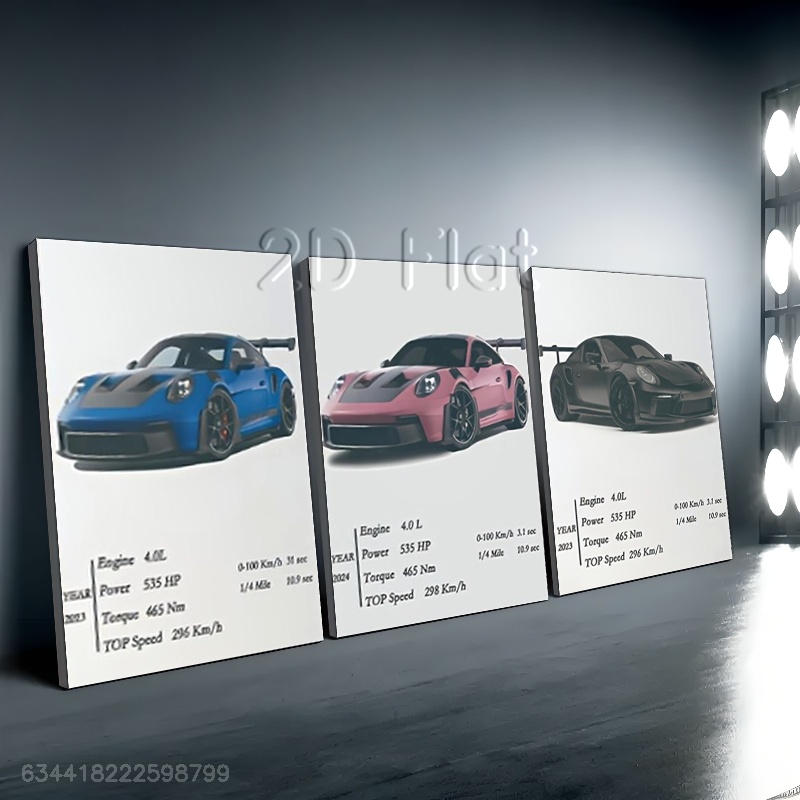 2D Flat
Engine 4.0L
Power 535 HP
Torque 465 Nm
TOP Speed 296 Km/h
YEAR
2023
0-100 Km/h 31 sec
1/4 Mile 10.9 sec
Engine 4.0 L
Power 535 HP
Torque 465 Nm
TOP Speed 298 Km/h
YEAR
2024
0-100 Km/h 3.1 sec
1/4 Mile 10.9 sec
Engine 4.0L
Power 535 HP
Torque 465 Nm
TOP Speed 296 Km/h
YEAR
2023
0-100 Km/h 3.1 sec
1/4 Mile 10.9 sec
634418222598799